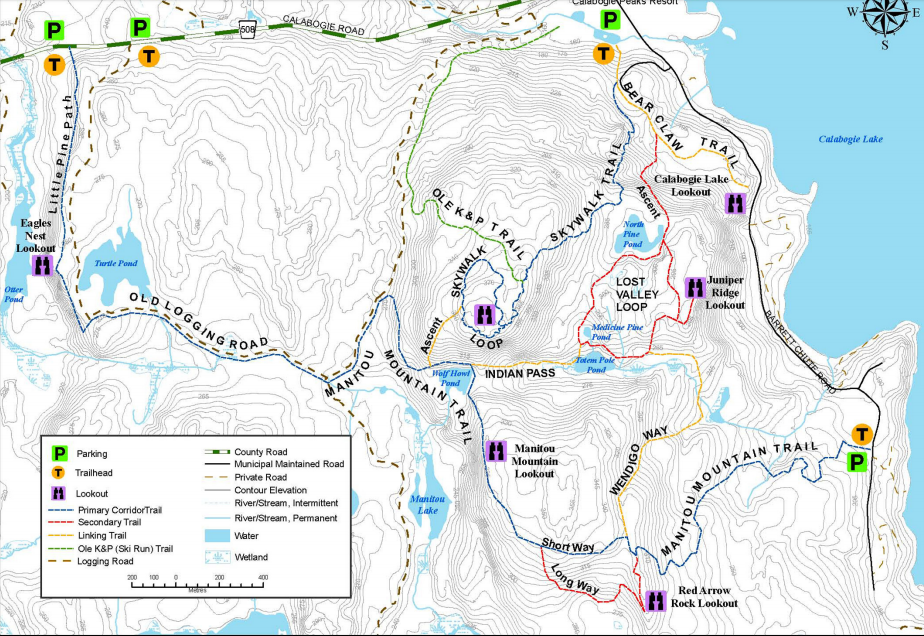 Calabogie Peaks Resort
P
P
P
W
E
S
508
CALABOGIE ROAD
T
T
T
Little Pine Path
BEAR CLAW TRAIL
Calabogie Lake
Calabogie Lake
Lookout
Ascent
SKYWALK TRAIL
OLE K&P TRAIL
North
Pine
Pond
Eagles
Nest
Lookout
Turtle Pond
Otter
Pond
SKYWALK
LOOP
Ascent
LOST
VALLEY
LOOP
Juniper
Ridge
Lookout
OLD LOGGING ROAD
Medicine Pine
Pond
BARRETT CHUTE ROAD
MANITOU
MOUNTAIN TRAIL
Wolf Howl
Pond
INDIAN PASS
Totem Pole
Pond
WENDIGO WAY
Manitou
Mountain
Lookout
MANITOU MOUNTAIN TRAIL
T
P
Manitou
Lake
Short Way
Long Way
Red Arrow
Rock Lookout
P Parking
T Trailhead
Lookout
Primary CorridorTrail
Secondary Trail
Linking Trail
Ole K&P (Ski Run) Trail
Logging Road
County Road
Municipal Maintained Road
Private Road
Contour Elevation
River/Stream, Intermittent
River/Stream, Permanent
Water
Wetland
200 100 0 200 400
Metres